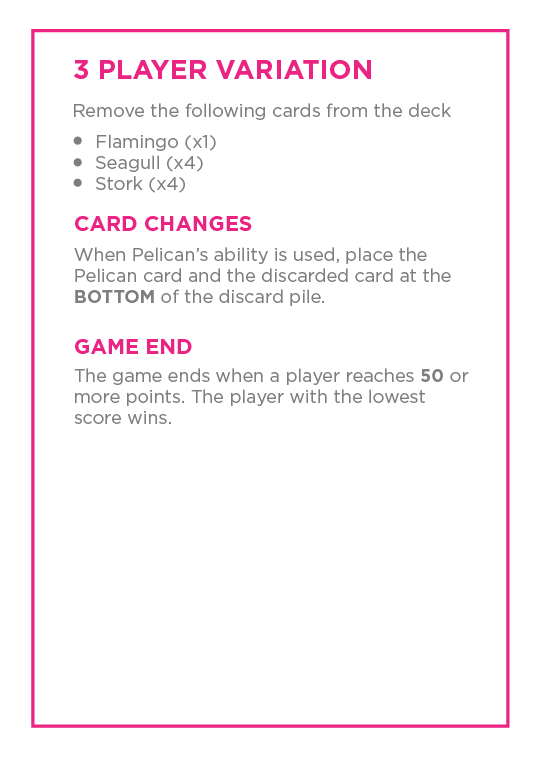 3 PLAYER VARIATION
Remove the following cards from the deck
• Flamingo (x1)
• Seagull (x4)
• Stork (x4)
CARD CHANGES
When Pelican’s ability is used, place the
Pelican card and the discarded card at the
BOTTOM of the discard pile.
GAME END
The game ends when a player reaches 50 or
more points. The player with the lowest
score wins.